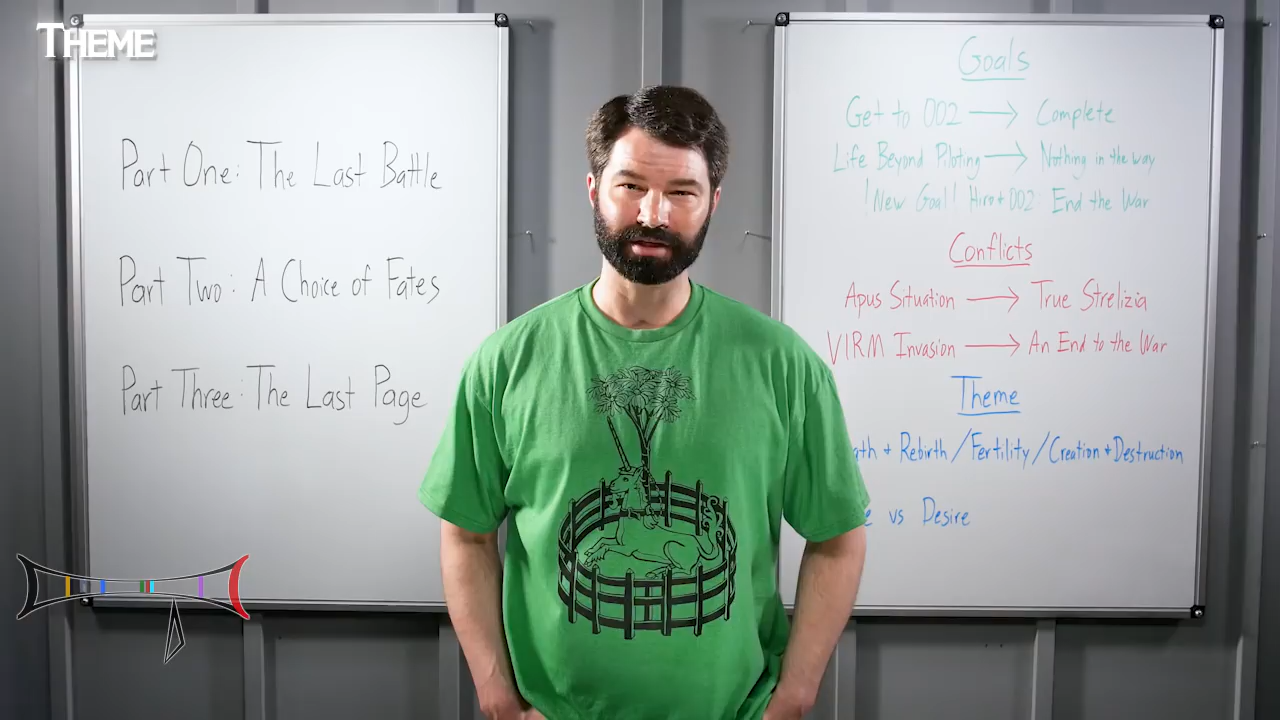 THEME
Part One: The Last Battle
Part Two: A Choice of Fates
Part Three: The Last Page
Goals
Get to 002 → Complete
Life Beyond Piloting → Nothing in the way
!New Goal! Hiro + 002: End the War
Conflicts
Apus Situation → True Strelizia
VIRM Invasion → An End to the War
Theme
ath + Rebirth / Fertility / Creation + Destruction
vs Desire